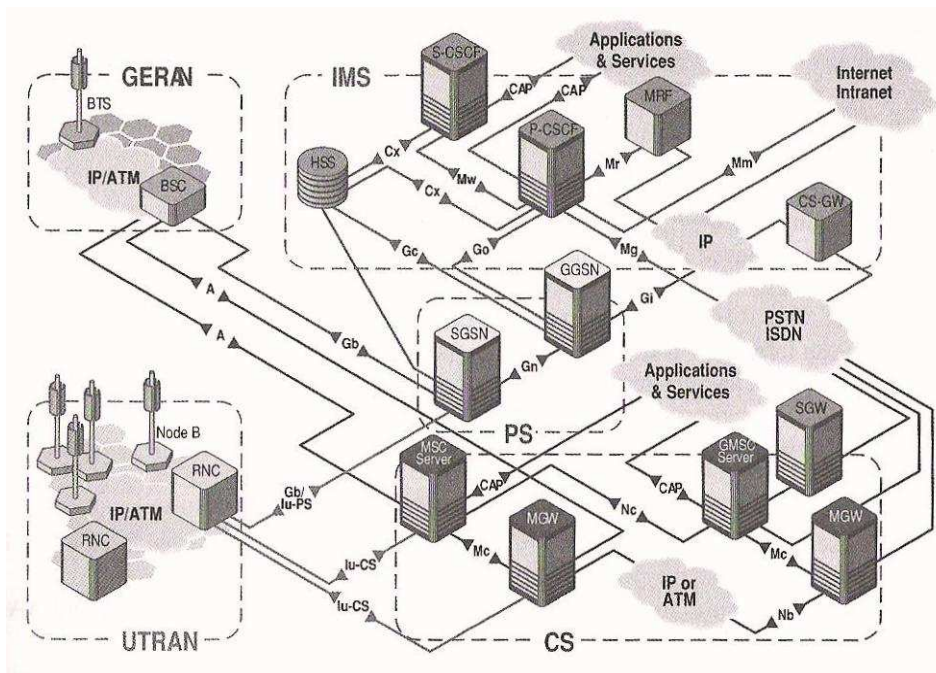 S-CSCF
Applications
& Services
GERAN
IMS
CAP
CAP
MRF
Internet
Intranet
BTS
P-CSCF
HSS
Cx
Mr
Mm
IP/ATM
BSC
Cx
Mw
CS-GW
Gc
Go
Mg
IP
GGSN
A
Gi
PSTN
ISDN
A
Gb
SGSN
Gn
Applications
& Services
Node B
PS
SGW
MSC
Server
GMSC
Server
RNC
Gb/
Iu-PS
CAP
CAP
IP/ATM
MGW
Nc
MGW
RNC
Iu-CS
Mc
Mc
Iu-CS
IP or
ATM
Nb
UTRAN
CS